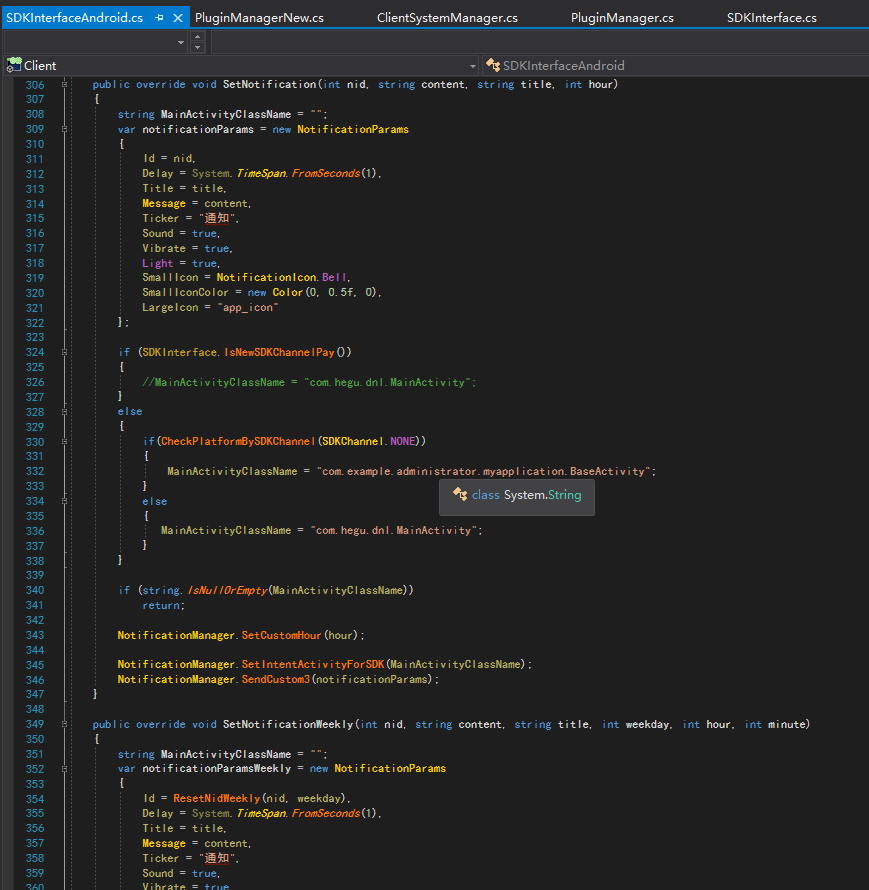 SDKInterfaceAndroid.cs
PluginManagerNew.cs
ClientSystemManager.cs
PluginManager.cs
SDKInterface.cs
Client
SDKInterfaceAndroid
306 public override void SetNotification(int nid, string content, string title, int hour)
307 {
308 string MainActivityClassName = "";
309 var notificationParams = new NotificationParams
310 {
311 Id = nid,
312 Delay = System.TimeSpan.FromSeconds(1),
313 Title = title,
314 Message = content,
315 Ticker = "通知",
316 Sound = true,
317 Vibrate = true,
318 Light = true,
319 SmallIcon = NotificationIcon.Bell,
320 SmallIconColor = new Color(0, 0.5f, 0),
321 LargeIcon = "app_icon"
322 };
323
324 if (SDKInterface.IsNewSDKChannelPay())
325 {
326 //MainActivityClassName = "com.hegu.dnl.MainActivity";
327 }
328 else
329 {
330 if(CheckPlatformBySDKChannel(SDKChannel.NONE))
331 {
332 MainActivityClassName = "com.example.administrator.myapplication.BaseActivity";
333 }
class System.String
334 else
335 {
336 MainActivityClassName = "com.hegu.dnl.MainActivity";
337 }
338 }
339
340 if (string.IsNullOrEmpty(MainActivityClassName))
341 return;
342
343 NotificationManager.SetCustomHour(hour);
344
345 NotificationManager.SetIntentActivityForSDK(MainActivityClassName);
346 NotificationManager.SendCustom3(notificationParams);
347 }
348
349 public override void SetNotificationWeekly(int nid, string content, string title, int weekday, int hour, int minute)
350 {
351 string MainActivityClassName = "";
352 var notificationParamsWeekly = new NotificationParams
353 {
354 Id = ResetNidWeekly(nid, weekday),
355 Delay = System.TimeSpan.FromSeconds(1),
356 Title = title,
357 Message = content,
358 Ticker = "通知",
359 Sound = true,
360 Vibrate = true